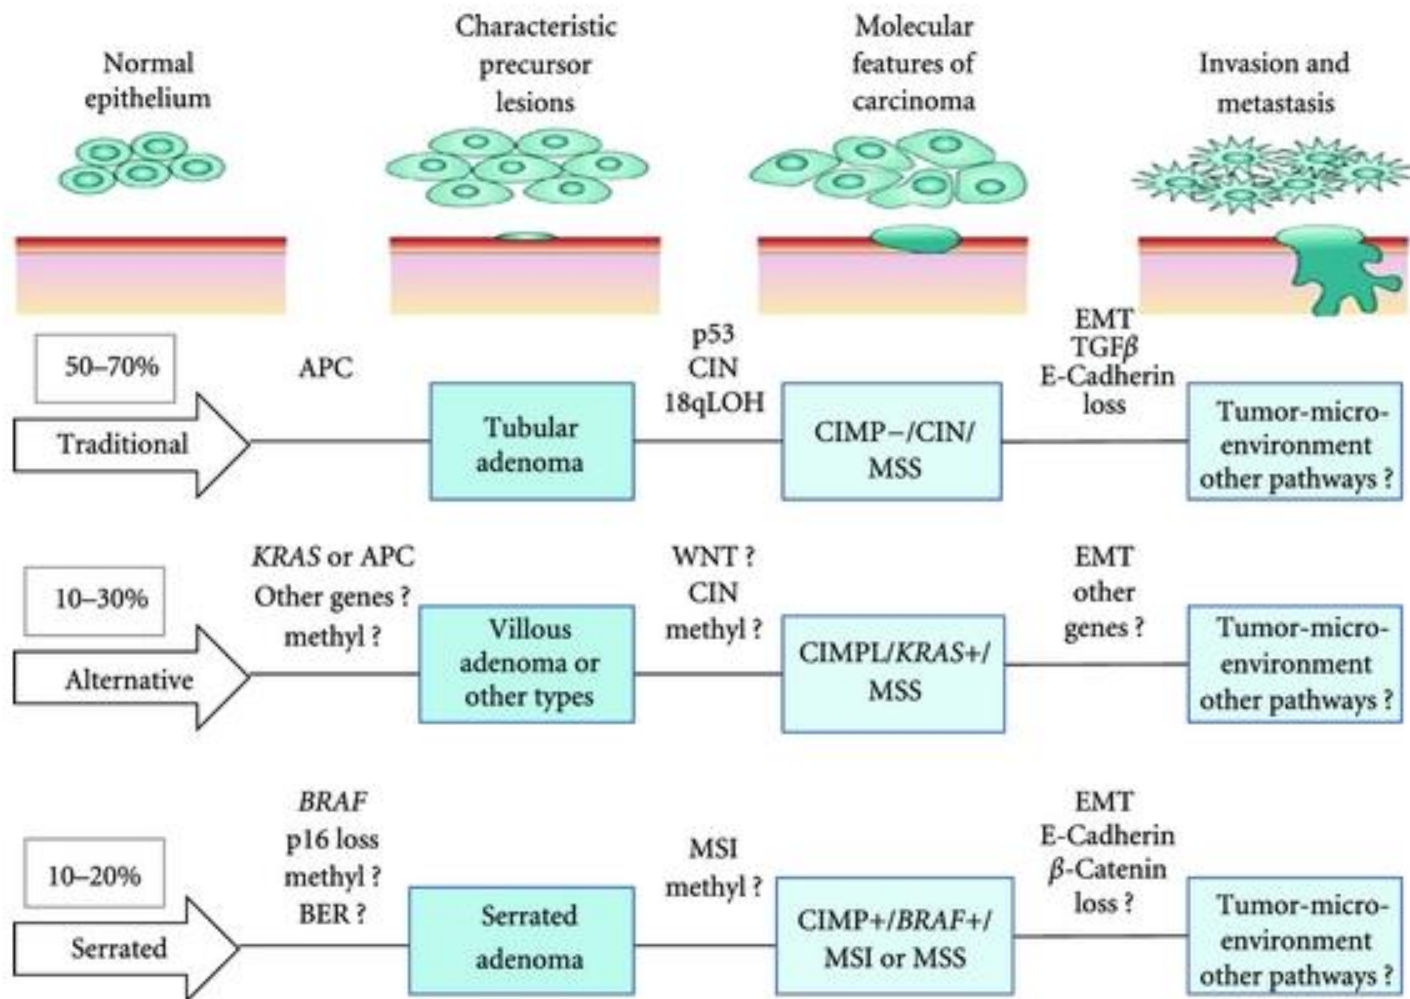 Normal
epithelium
Characteristic
precursor
lesions
Molecular
features of
carcinoma
Invasion and
metastasis
50–70%
Traditional
APC
Tubular
adenoma
p53
CIN
18qLOH
CIMP−/CIN/
MSS
EMT
TGFβ
E-Cadherin
loss
Tumor-micro-
environment
other pathways ?
10–30%
Alternative
KRAS or APC
Other genes ?
methyl ?
Villous
adenoma or
other types
WNT ?
CIN
methyl ?
CIMPL/KRAS+/
MSS
EMT
other
genes ?
Tumor-micro-
environment
other pathways ?
10–20%
Serrated
BRAF
p16 loss
methyl ?
BER ?
Serrated
adenoma
MSI
methyl ?
CIMP+/BRAF+/
MSI or MSS
EMT
E-Cadherin
β-Catenin
loss ?
Tumor-micro-
environment
other pathways ?